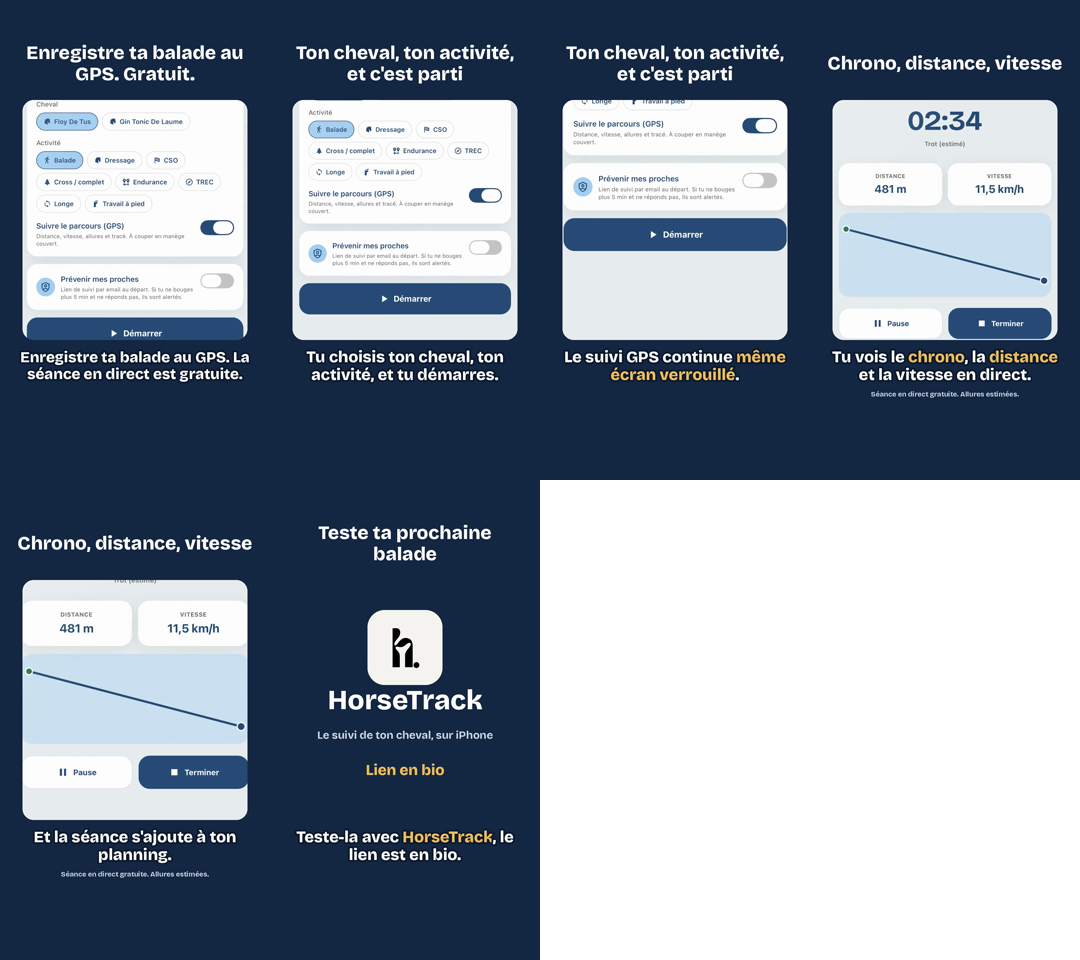 Enregistre ta balade au
GPS. Gratuit.
Cheval
Floy De Tus
Gin Tonic De Laume
Activité
Balade
Dressage
CSO
Cross / complet
Endurance
TREC
Longe
Travail à pied
Suivre le parcours (GPS)
Distance, vitesse, allures et tracé. À couper en manège
couvert.
Prévenir mes proches
Lien de suivi par email au départ. Si tu ne bouges
plus 5 min et ne réponds pas, ils sont alertés.
Démarrer
Enregistre ta balade au GPS. La
séance en direct est gratuite.
Ton cheval, ton activité,
et c'est parti
Activité
Balade
Dressage
CSO
Cross / complet
Endurance
TREC
Longe
Travail à pied
Suivre le parcours (GPS)
Distance, vitesse, allures et tracé. À couper en manège
couvert.
Prévenir mes proches
Lien de suivi par email au départ. Si tu ne bouges
plus 5 min et ne réponds pas, ils sont alertés.
Démarrer
Tu choisis ton cheval, ton
activité, et tu démarres.
Ton cheval, ton activité,
et c'est parti
Longe
Travail à pied
Suivre le parcours (GPS)
Distance, vitesse, allures et tracé. À couper en manège
couvert.
Prévenir mes proches
Lien de suivi par email au départ. Si tu ne bouges
plus 5 min et ne réponds pas, ils sont alertés.
Démarrer
Le suivi GPS continue même
écran verrouillé.
Chrono, distance, vitesse
02:34
Trot (estimé)
DISTANCE
481 m
VITESSE
11,5 km/h
Pause
Terminer
Tu vois le chrono, la distance
et la vitesse en direct.
Séance en direct gratuite. Allures estimées.
Chrono, distance, vitesse
Trot (estimé)
DISTANCE
481 m
VITESSE
11,5 km/h
Pause
Terminer
Et la séance s'ajoute à ton
planning.
Séance en direct gratuite. Allures estimées.
Teste ta prochaine
balade
h.
HorseTrack
Le suivi de ton cheval, sur iPhone
Lien en bio
Teste-la avec HorseTrack, le
lien est en bio.